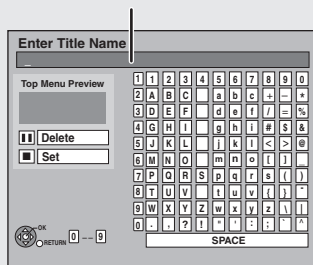 Enter Title Name
_
Top Menu Preview
Delete
Set
1 1 2 3 4 5 6 7 8 9 0
2 A B C a b c + − *
3 D E F d e f / = %
4 G H I g h i # $ &
5 J K L j k l < > @
6 M N O m n o [ ] _
7 P Q R S p q r s ( )
8 T U V t u v { } ¯
9 W X Y Z w x y z \ |
0 . , ? ! " ' : ; ` ^
SPACE
OK
RETURN
0 -- 9